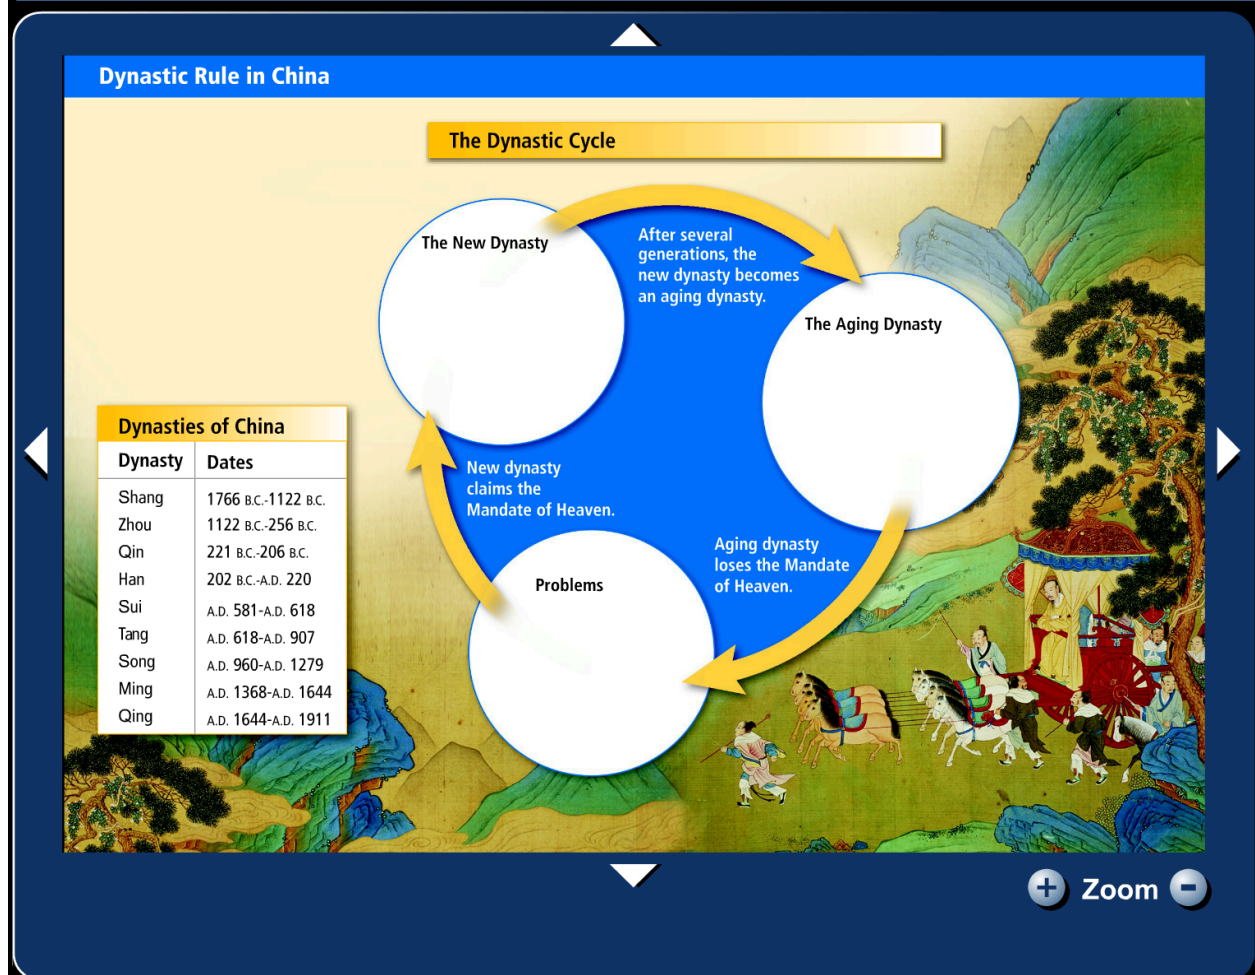 Dynastic Rule in China
The Dynastic Cycle
The New Dynasty
After several
generations, the
new dynasty becomes
an aging dynasty.
The Aging Dynasty
Dynasties of China
Dynasty Dates
Shang 1766 B.C.-1122 B.C.
Zhou 1122 B.C.-256 B.C.
Qin 221 B.C.-206 B.C.
Han 202 B.C.-A.D. 220
Sui A.D. 581-A.D. 618
Tang A.D. 618-A.D. 907
Song A.D. 960-A.D. 1279
Ming A.D. 1368-A.D. 1644
Qing A.D. 1644-A.D. 1911
New dynasty
claims the
Mandate of Heaven.
Aging dynasty
loses the Mandate
of Heaven.
Problems
+ Zoom -